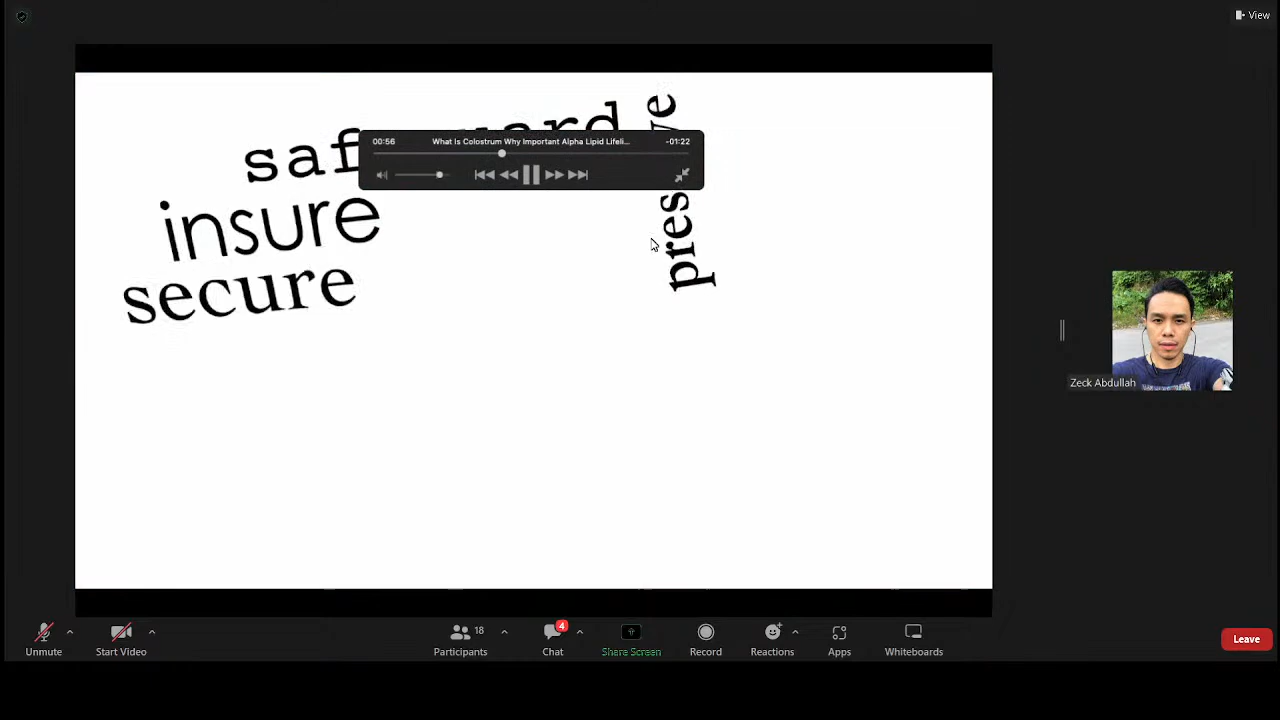 View
00:56
What Is Colostrum Why Important Alpha Lipid Lifeli...
-01:22
insure
secure
Zeck Abdullah
Unmute
Start Video
Participants
18
Chat
4
Share Screen
Record
Reactions
Apps
Whiteboards
Leave